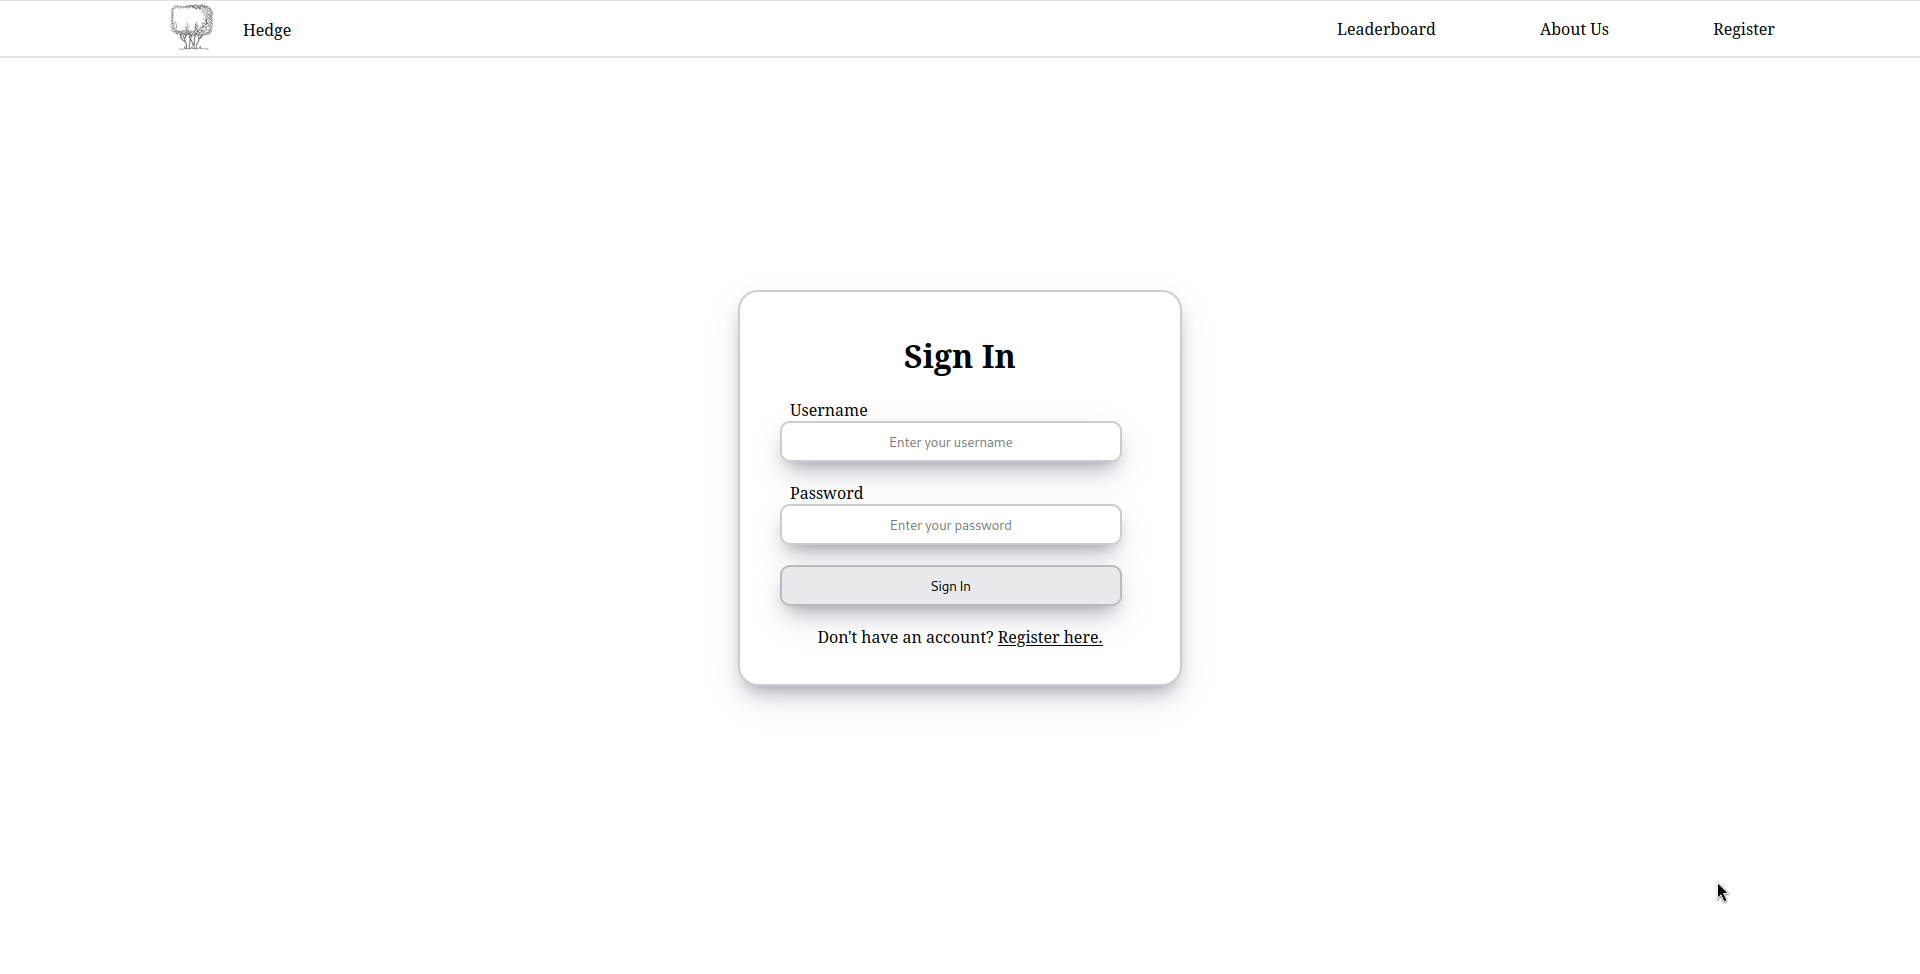 Hedge Leaderboard About Us Register
Sign In
Username
Enter your username
Password
Enter your password
Sign In
Don't have an account? Register here.